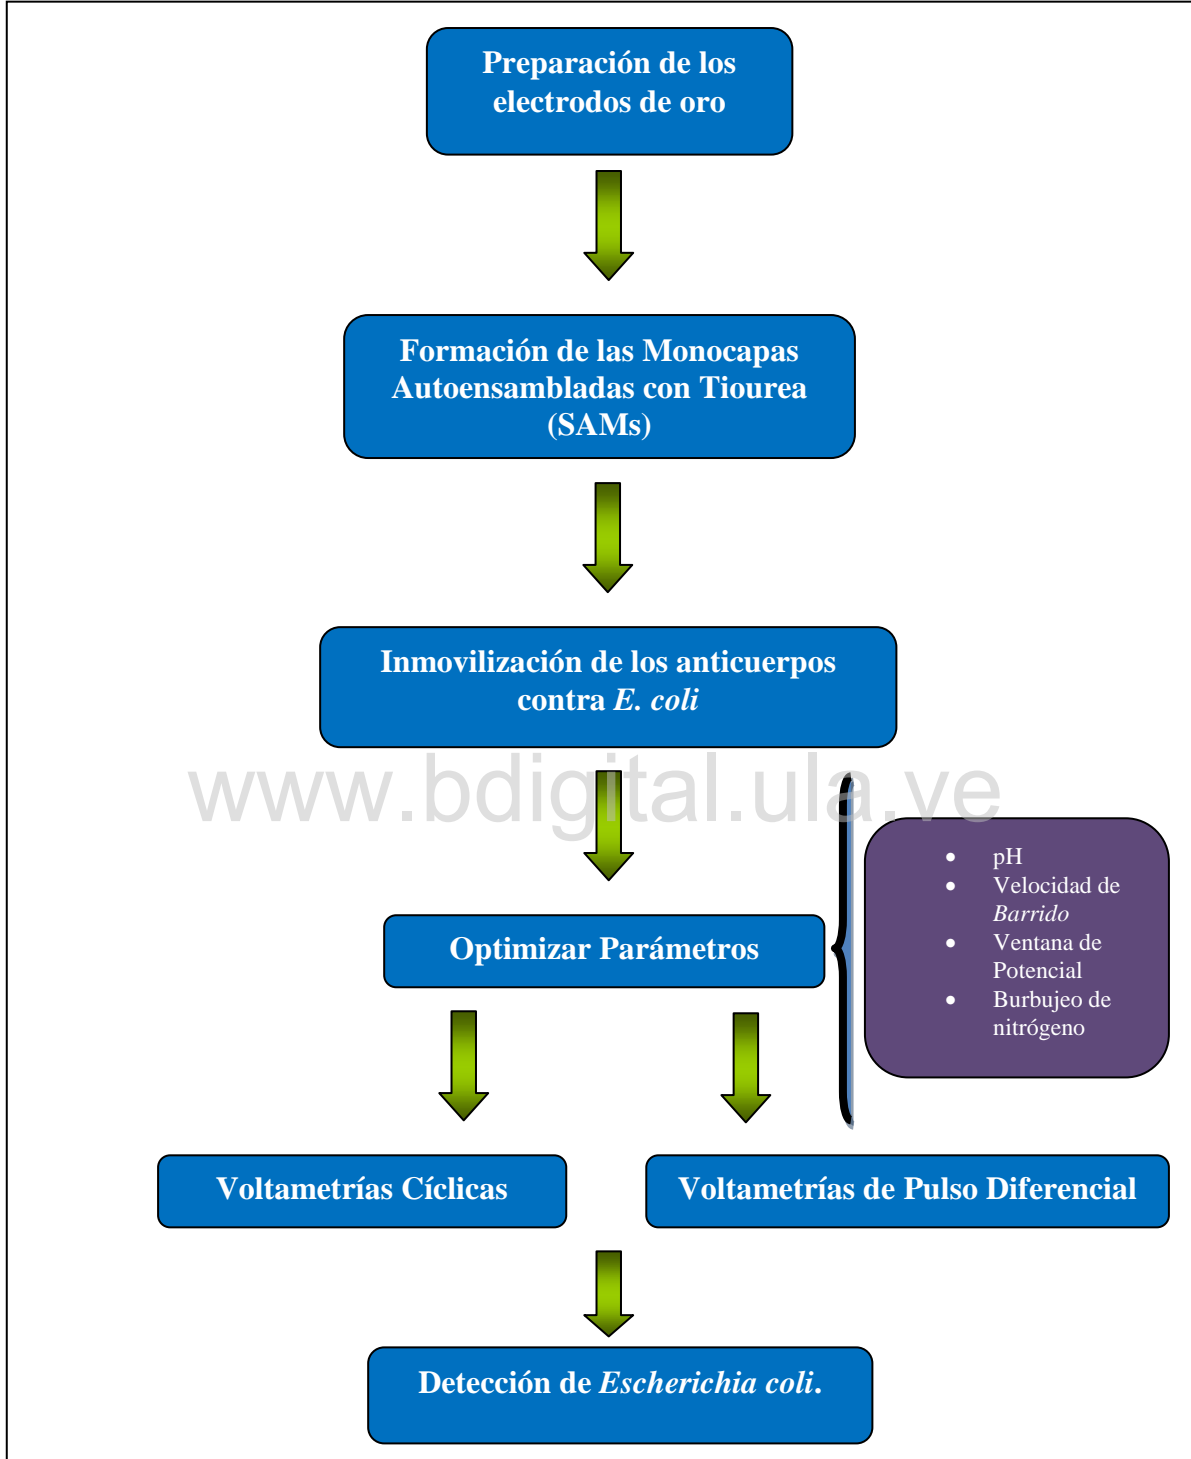 Preparación de los
electrodos de oro
Formación de las Monocapas
Autoensambladas con Tiourea
(SAMs)
Inmovilización de los anticuerpos
contra E. coli
www.bdigital.ula.ve
• pH
• Velocidad de
Barrido
• Ventana de
Potencial
• Burbujeo de
nitrógeno
Optimizar Parámetros
Voltametrías Cíclicas
Voltametrías de Pulso Diferencial
Detección de Escherichia coli.